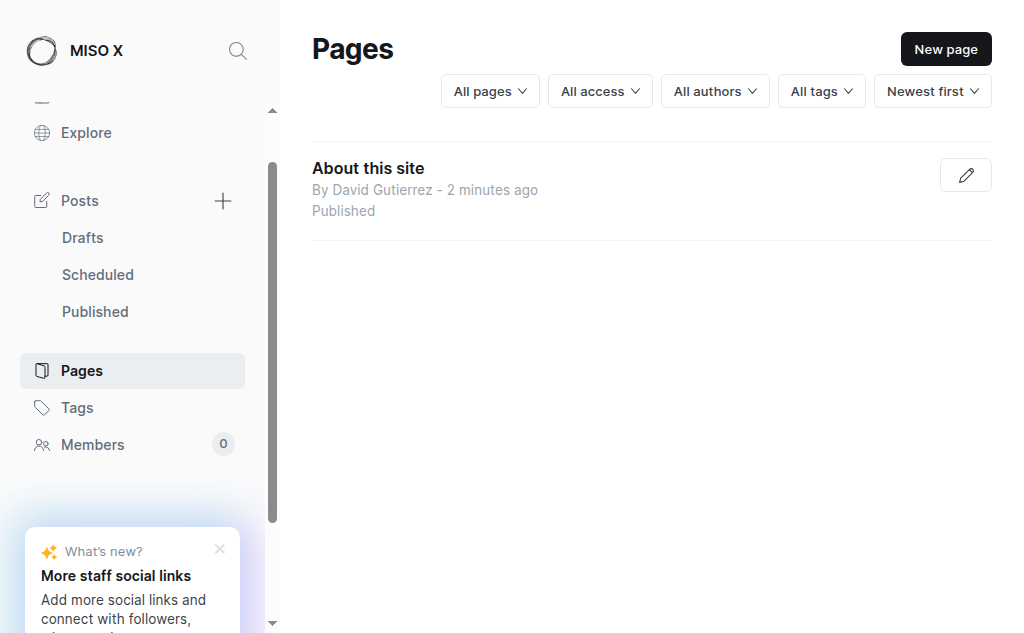 MISO X
Explore
Posts
Drafts
Scheduled
Published
Pages
Tags
Members
0
What's new?
More staff social links
Add more social links and
connect with followers,
Pages
New page
All pages
All access
All authors
All tags
Newest first
About this site
By David Gutierrez - 2 minutes ago
Published